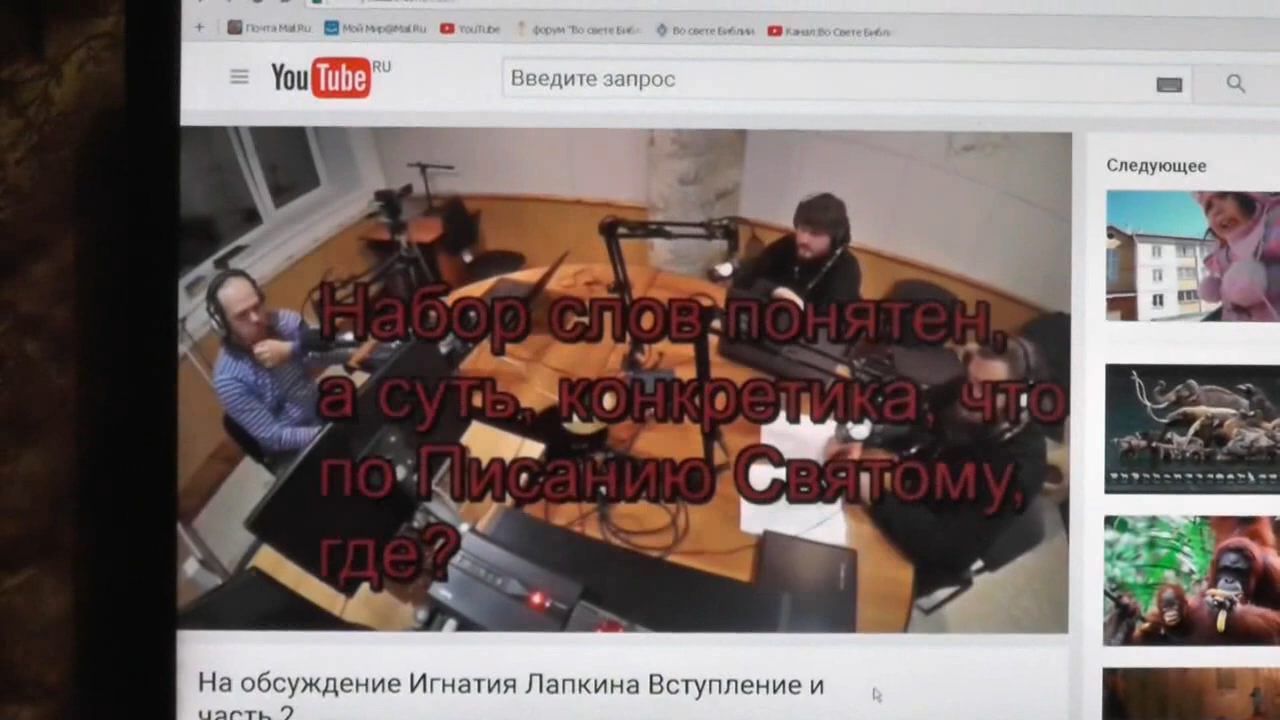 Почта Mail.Ru Мой Мир@Mail.Ru YouTube форум "Во свете Библ Во свете Библии Канал:Во Свете Библ
YouTube RU
Введите запрос
Следующее
Набор слов понятен,
а суть, конкретика, что
по Писанию Святому,
где?
На обсуждение Игнатия Лапкина Вступление и
часть 2